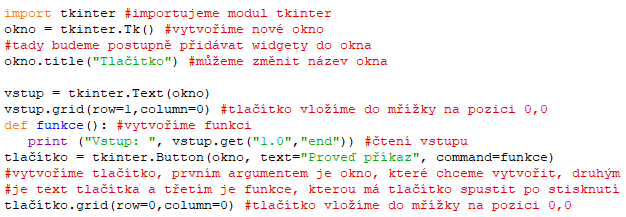 import tkinter #importujeme modul tkinter
okno = tkinter.Tk() #vytvoříme nové okno
#tady budeme postupně přidávat widgety do okna
okno.title("Tlačítko") #můžeme změnit název okna

vstup = tkinter.Text(okno)
vstup.grid(row=1,column=0) #tlačítko vložíme do mřížky na pozici 0,0
def funkce(): #vytvoříme funkci
   print ("Vstup: ", vstup.get("1.0","end")) #čtení vstupu
tlačítko = tkinter.Button(okno, text="Proveď příkaz", command=funkce)
#vytvoříme tlačítko, prvním argumentem je okno, které chceme vytvořit, druhým
#je text tlačítka a třetím je funkce, kterou má tlačítko spustit po stisknutí
tlačítko.grid(row=0,column=0) #tlačítko vložíme do mřížky na pozici 0,0